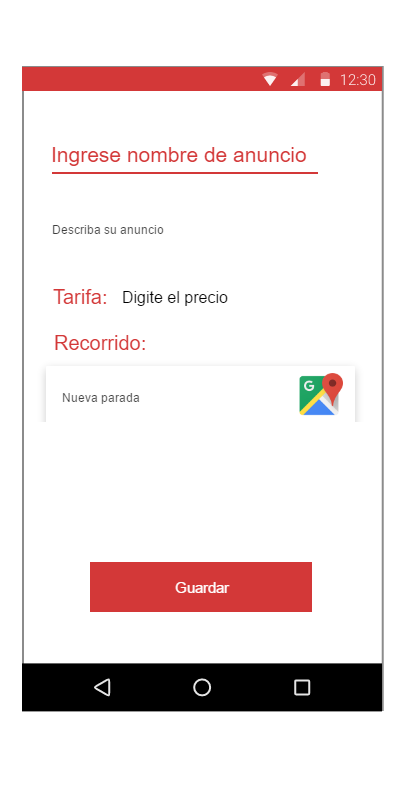 12:30
Ingrese nombre de anuncio
Describa su anuncio
Tarifa: Digite el precio
Recorrido:
Nueva parada
G
Guardar